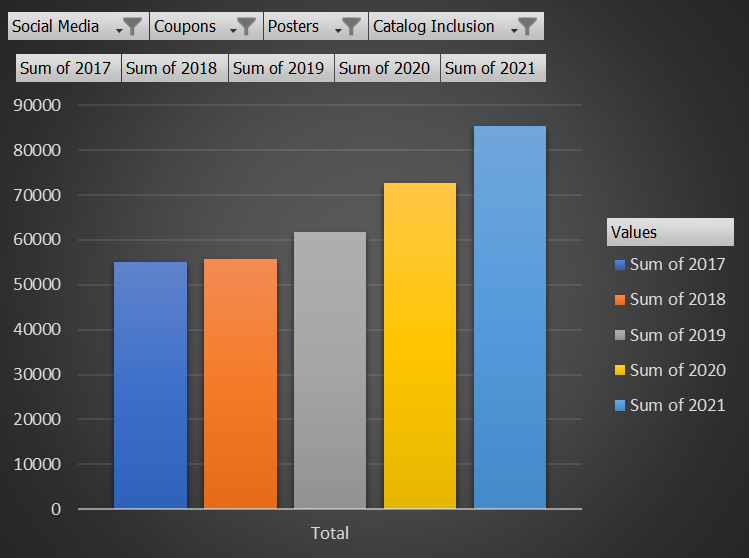 Social Media Coupons Posters Catalog Inclusion
Sum of 2017 Sum of 2018 Sum of 2019 Sum of 2020 Sum of 2021
90000
80000
70000
60000
50000
40000
30000
20000
10000
0
Total
Values
Sum of 2017
Sum of 2018
Sum of 2019
Sum of 2020
Sum of 2021